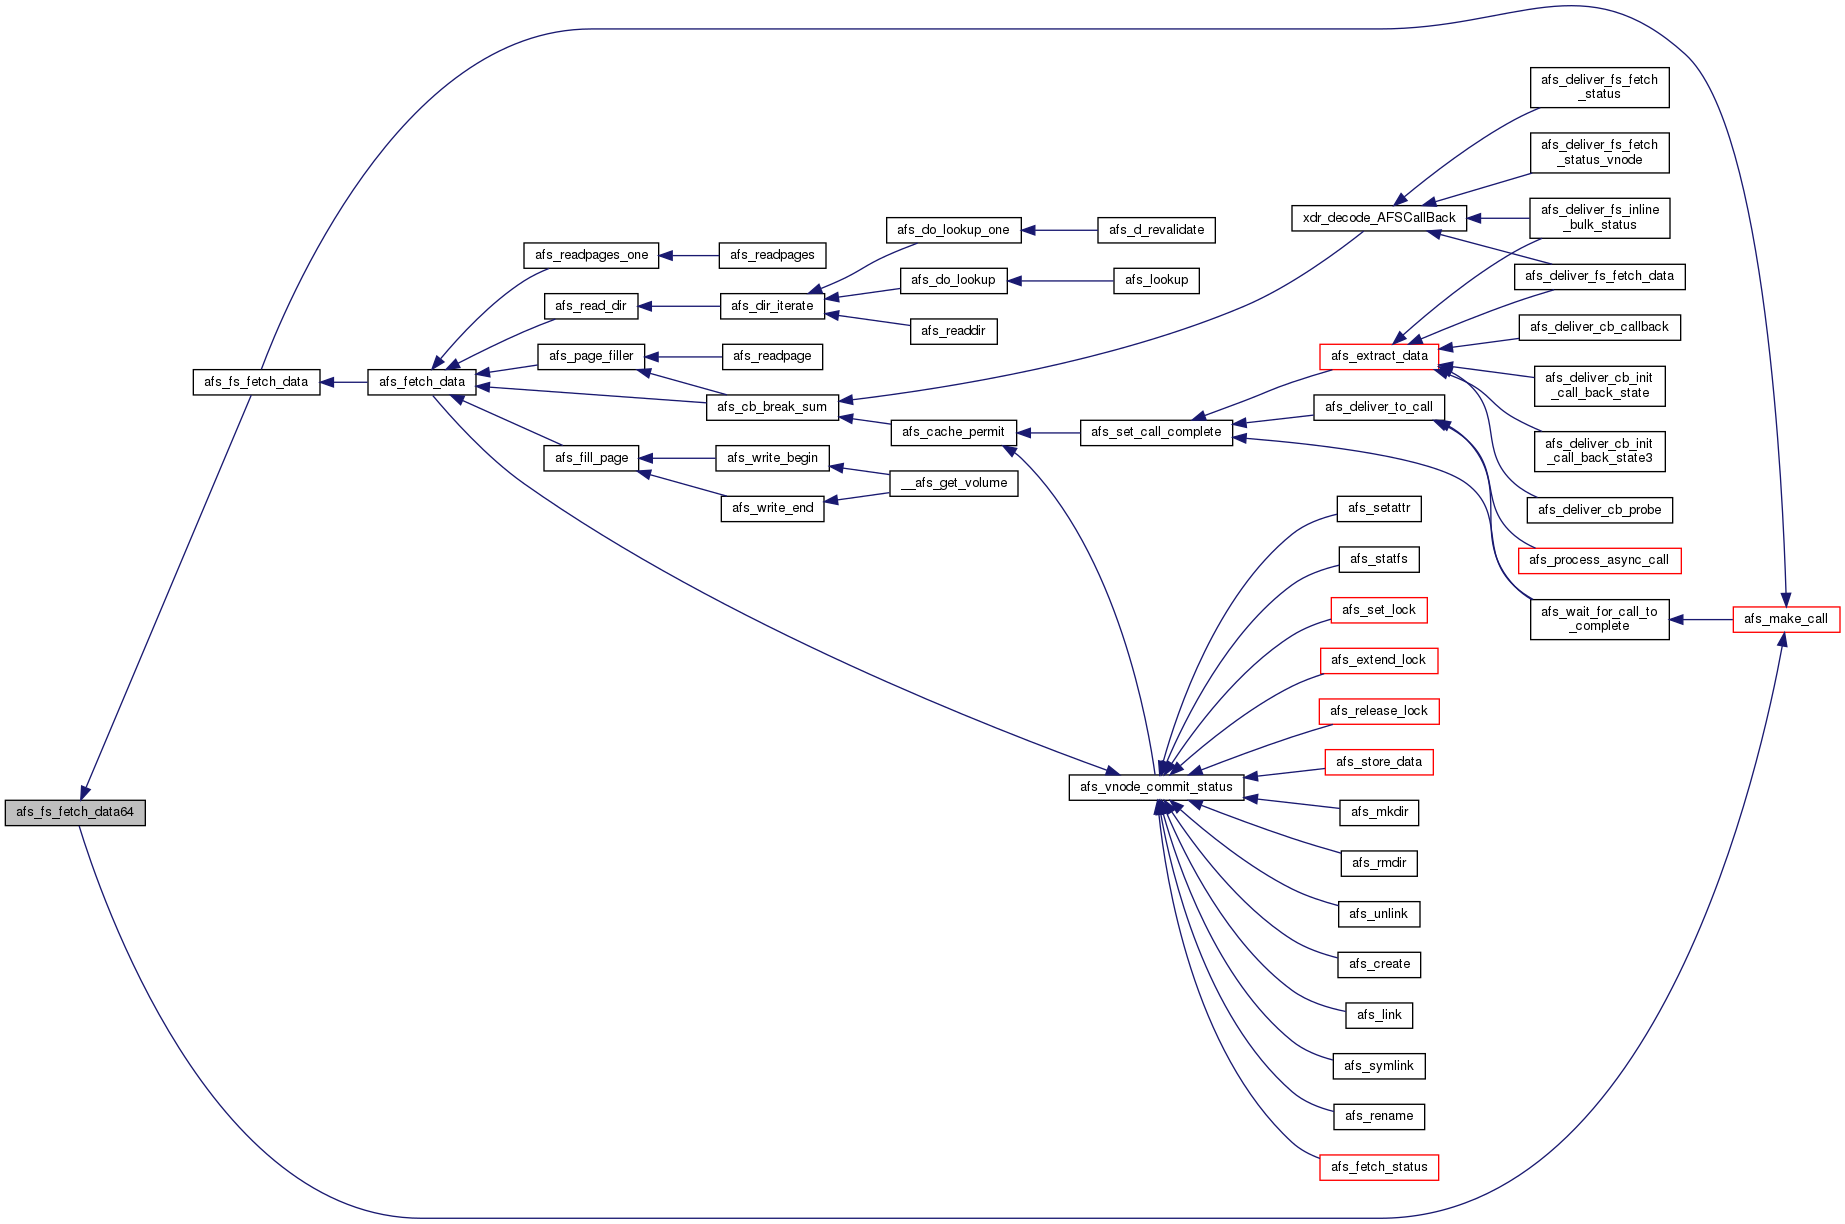 afs_deliver_fs_fetch
_status
afs_deliver_fs_fetch
_status_vnode
xdr_decode_AFSCallBack
afs_deliver_fs_inline
_bulk_status
afs_do_lookup_one
afs_d_revalidate
afs_readpages_one
afs_readpages
afs_deliver_fs_fetch_data
afs_do_lookup
afs_lookup
afs_read_dir
afs_dir_iterate
afs_readdir
afs_deliver_cb_callback
afs_page_filler
afs_readpage
afs_extract_data
afs_fs_fetch_data
afs_fetch_data
afs_deliver_cb_init
_call_back_state
afs_cb_break_sum
afs_deliver_to_call
afs_cache_permit
afs_set_call_complete
afs_deliver_cb_init
_call_back_state3
afs_fill_page
afs_write_begin
__afs_get_volume
afs_write_end
afs_setattr
afs_deliver_cb_probe
afs_statfs
afs_process_async_call
afs_set_lock
afs_wait_for_call_to
_complete
afs_make_call
afs_extend_lock
afs_release_lock
afs_store_data
afs_vnode_commit_status
afs_fs_fetch_data64
afs_mkdir
afs_rmdir
afs_unlink
afs_create
afs_link
afs_symlink
afs_rename
afs_fetch_status